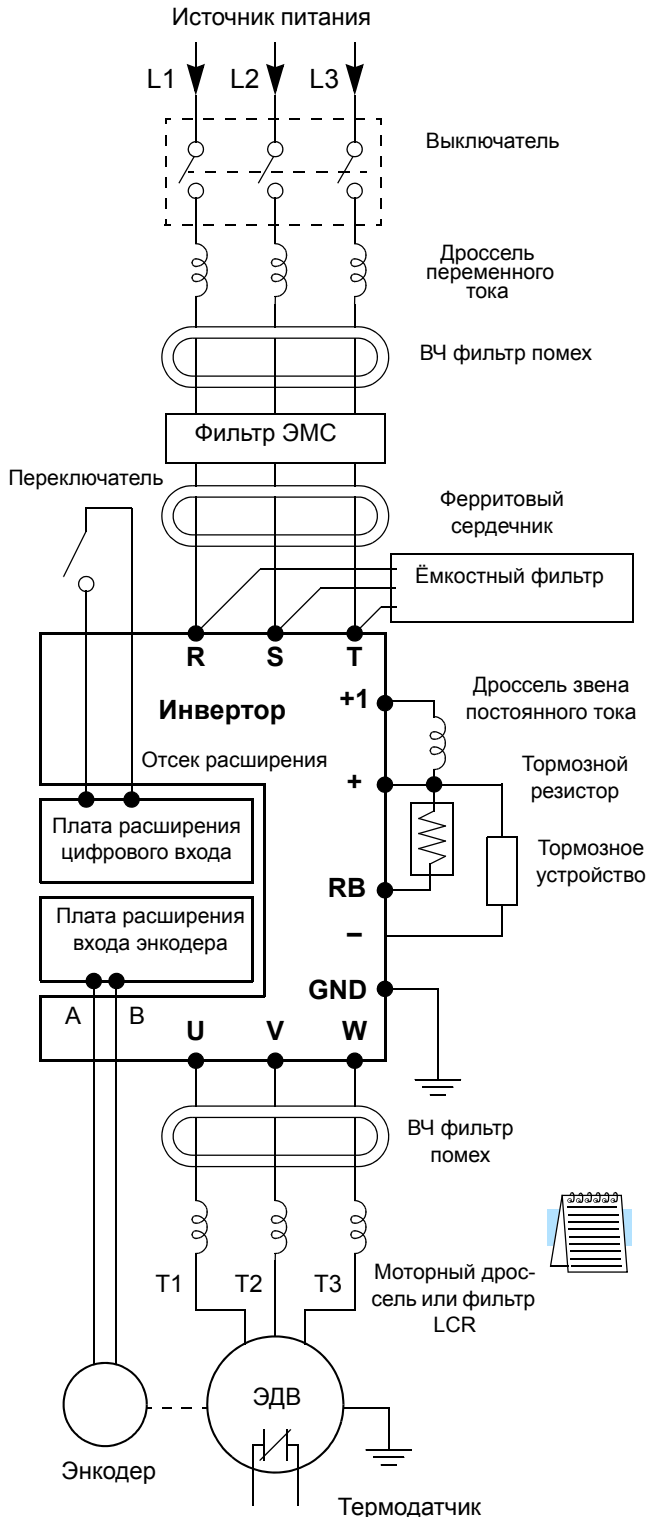 Источник питания
L1 L2 L3
Выключатель
Дроссель
переменного
тока
ВЧ фильтр помех
Фильтр ЭМС
Переключатель
Ферритовый
сердечник
Ёмкостный фильтр
R S T
+1
Инвертор
Дроссель звена
постоянного тока
Отсек расширения
+
Тормозной
резистор
Плата расширения
цифрового входа
Тормозное
устройство
RB
Плата расширения
входа энкодера
–
GND
A B
U V W
ВЧ фильтр
помех
T1 T2 T3
Моторный дрос-
сель или фильтр
LCR
ЭДВ
Энкодер
Термодатчик